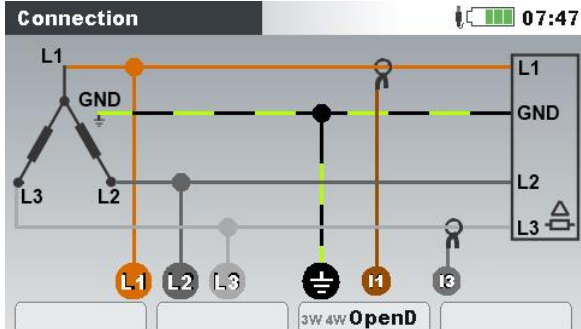 Connection 07:47
L1
L1
GND
GND
L3
L2
L2
L3
L1 L2 L3 I1 I3
3W 4W OpenD